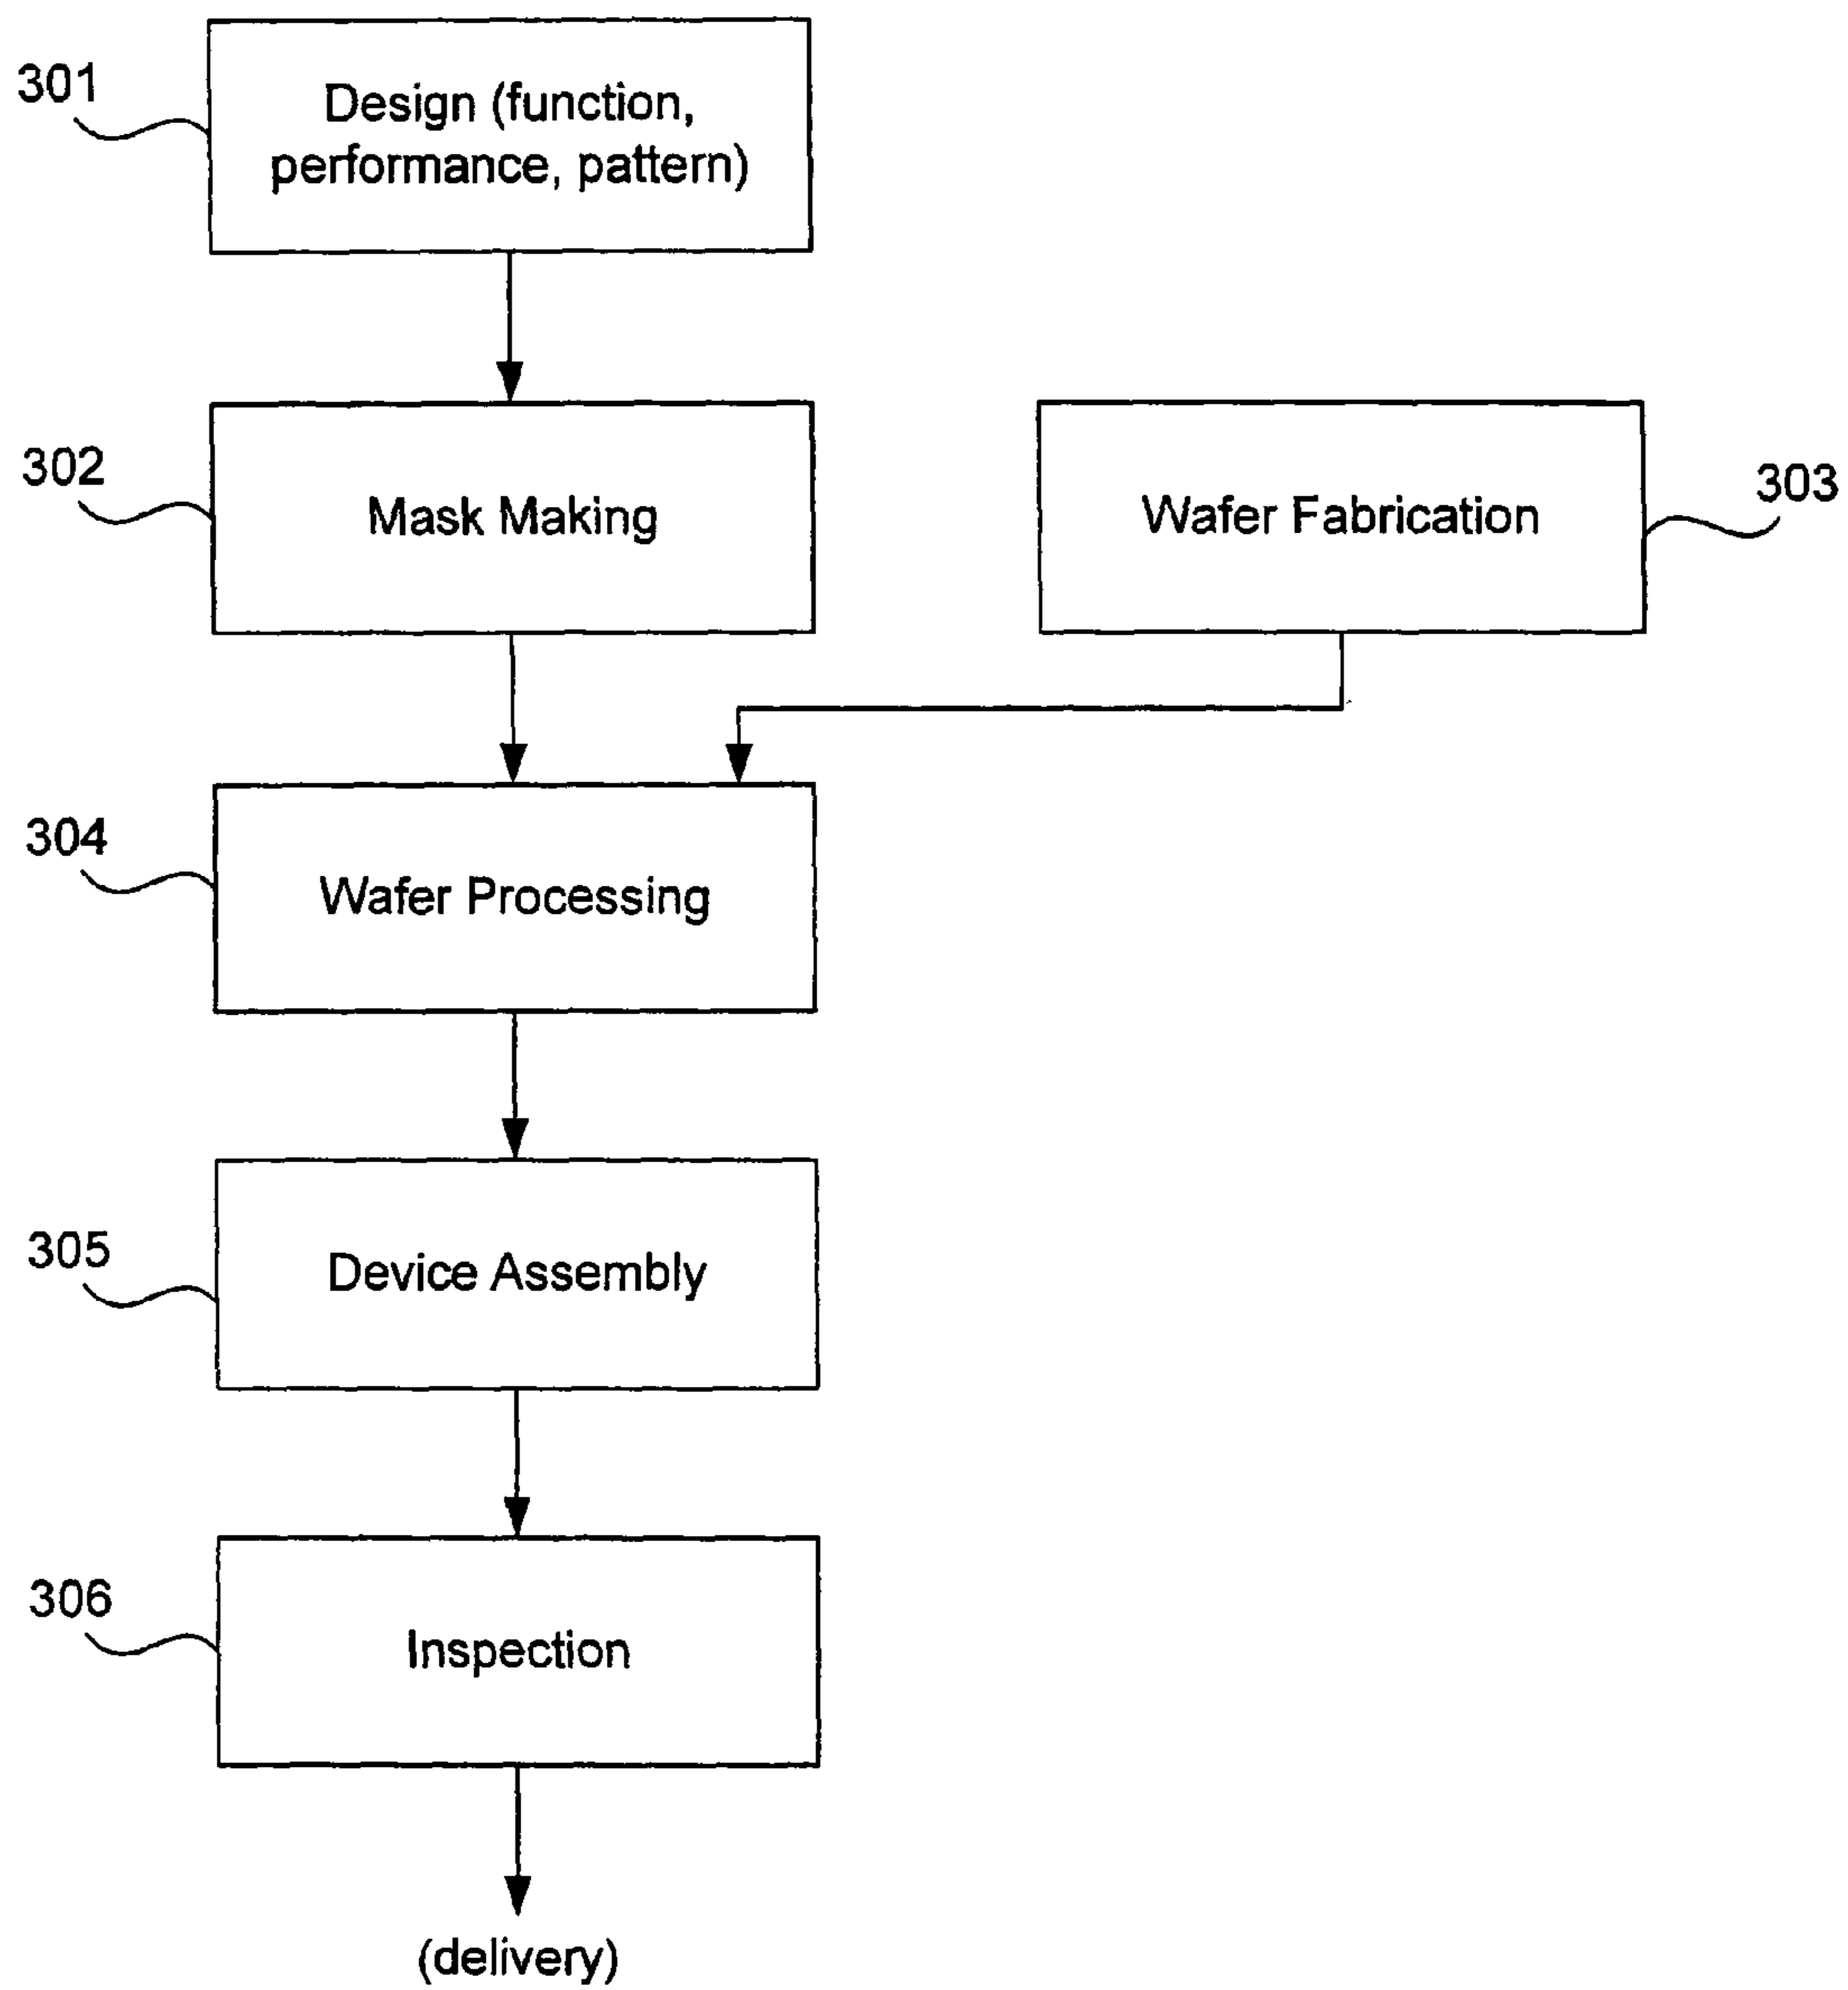 301
Design (function,
performance, pattern)
302
Mask Making
Wafer Fabrication
303
304
Wafer Processing
305
Device Assembly
306
Inspection
(delivery)